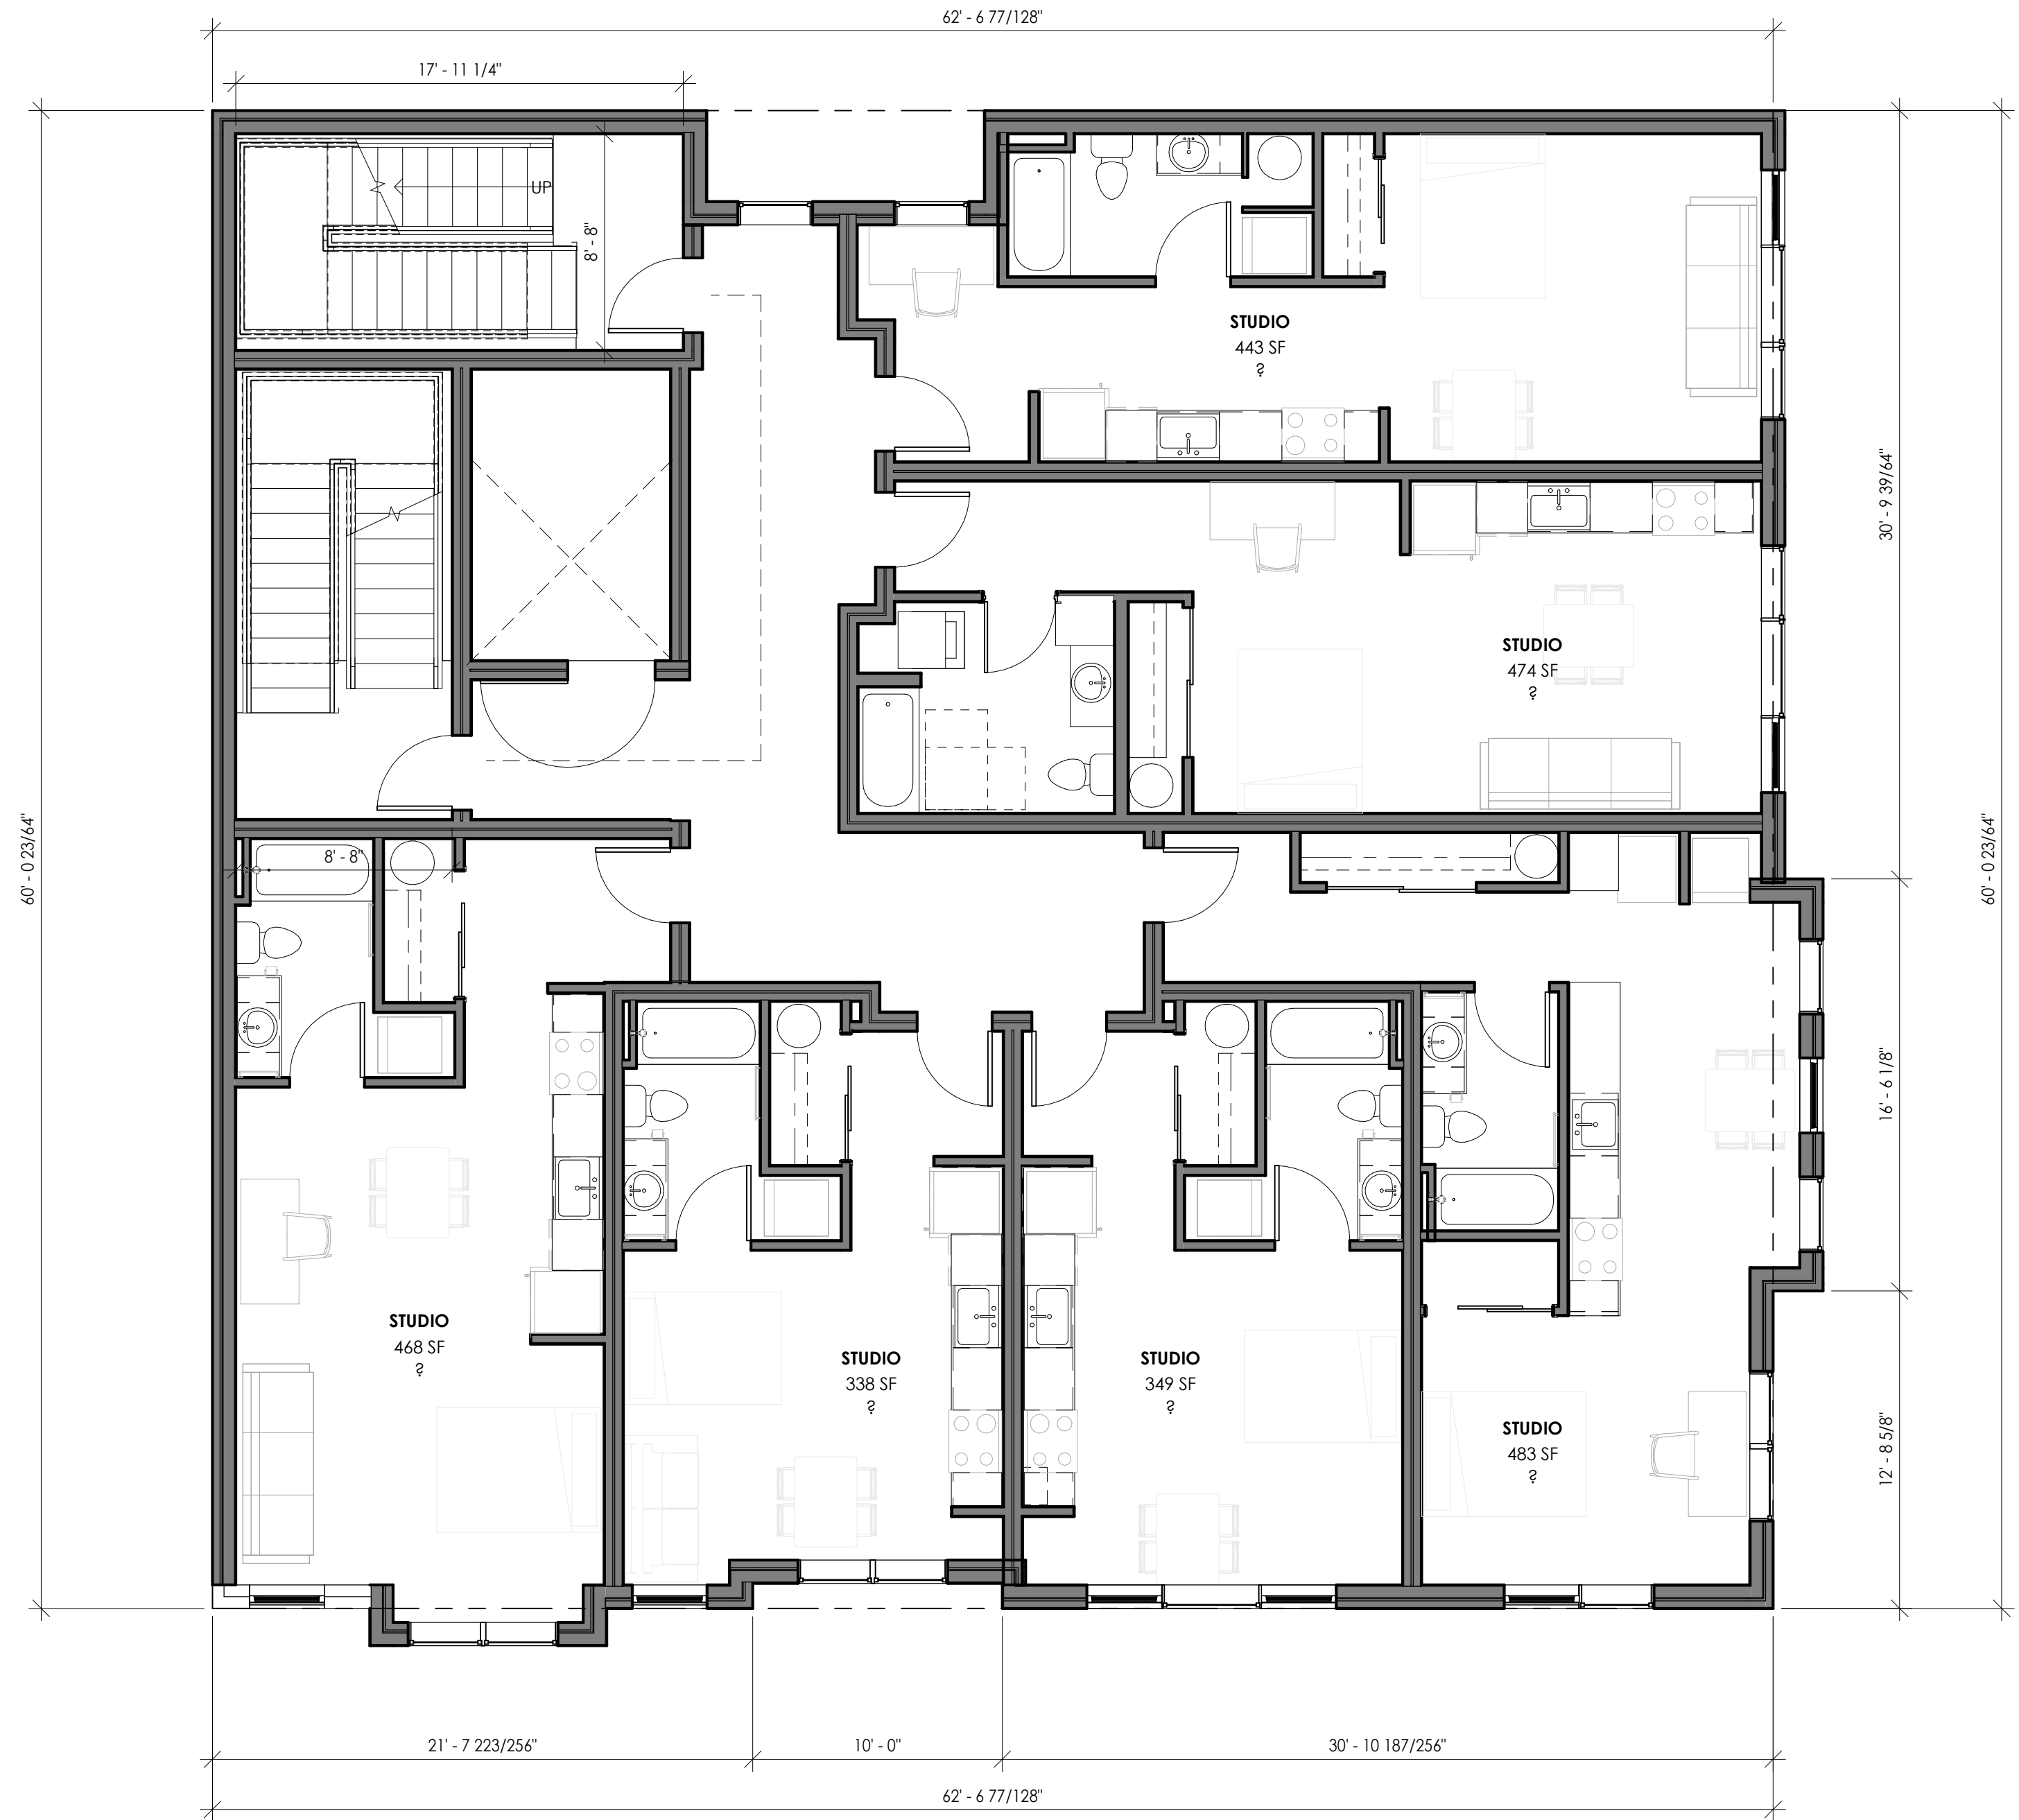 62' - 6 77/128"
17' - 11 1/4"
UP
8' - 8"
STUDIO
443 SF
?
30' - 9 39/64"
STUDIO
474 SF
?
60' - 0 23/64"
60' - 0 23/64"
8' - 8"
16' - 6 1/8"
STUDIO
468 SF
?
STUDIO
338 SF
?
STUDIO
349 SF
?
STUDIO
483 SF
?
12' - 8 5/8"
21' - 7 223/256"
10' - 0"
30' - 10 187/256"
62' - 6 77/128"